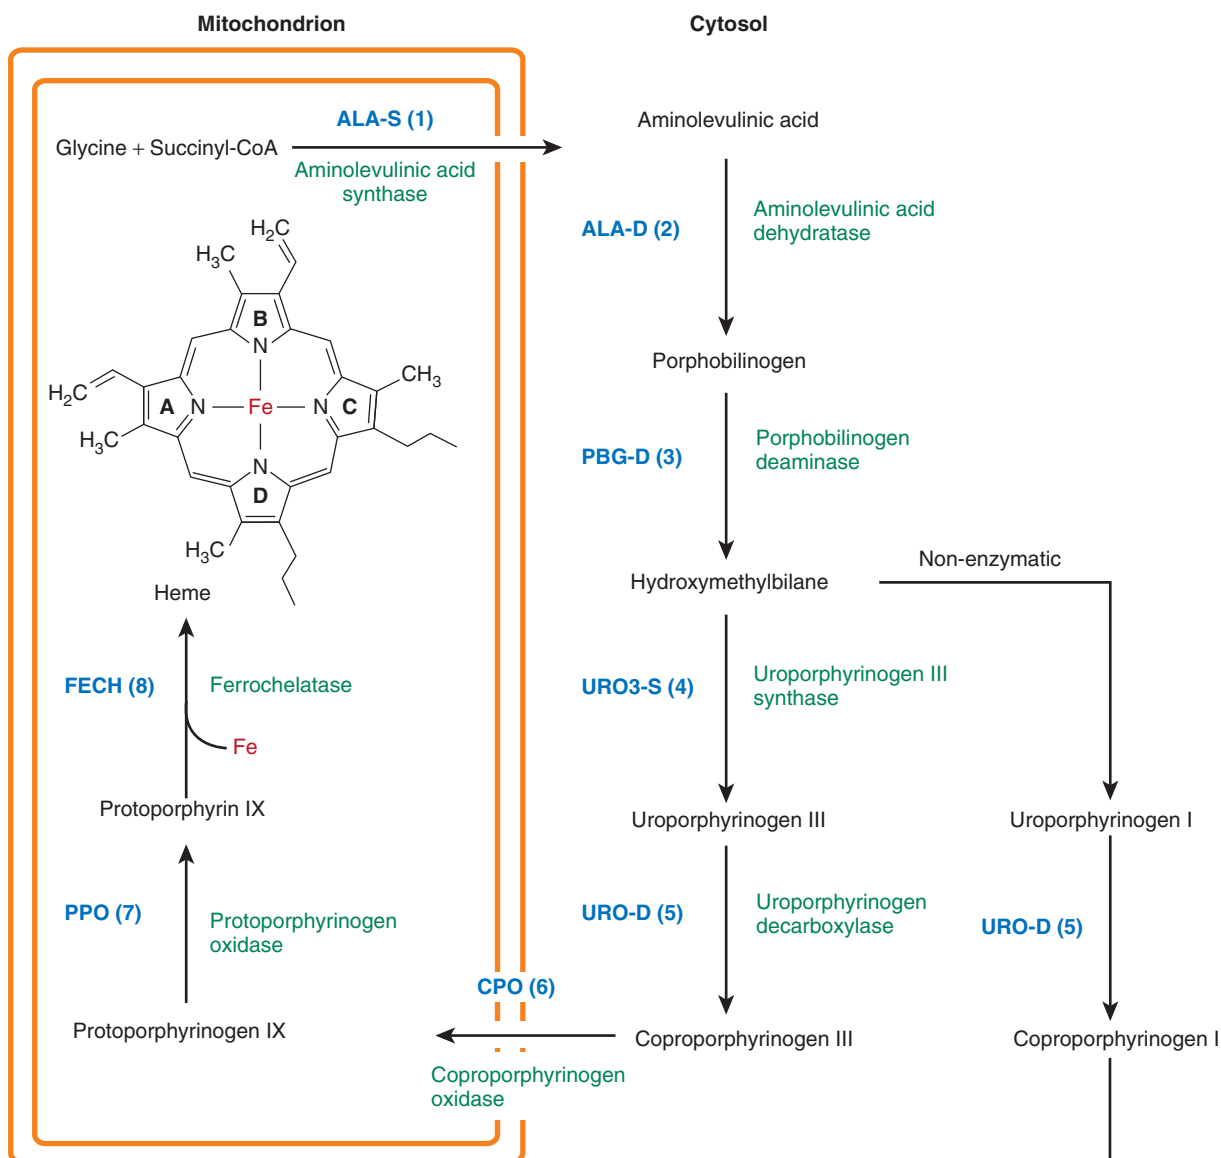 Mitochondrion
Cytosol
ALA-S (1)
Glycine + Succinyl-CoA
Aminolevulinic acid
synthase
Aminolevulinic acid
ALA-D (2)
Aminolevulinic acid
dehydratase
Porphobilinogen
PBG-D (3)
Porphobilinogen
deaminase
Hydroxymethylbilane
Non-enzymatic
URO3-S (4)
Uroporphyrinogen III
synthase
Uroporphyrinogen III
Uroporphyrinogen I
URO-D (5)
Uroporphyrinogen
decarboxylase
URO-D (5)
Coproporphyrinogen III
Coproporphyrinogen I
CPO (6)
Coproporphyrinogen
oxidase
Protoporphyrinogen IX
PPO (7)
Protoporphyrinogen
oxidase
Protoporphyrin IX
Fe
FECH (8)
Ferrochelatase
Heme
H2C
H3C
B
N
H2C
A
N
Fe
N
C
CH3
H3C
N
D
H3C